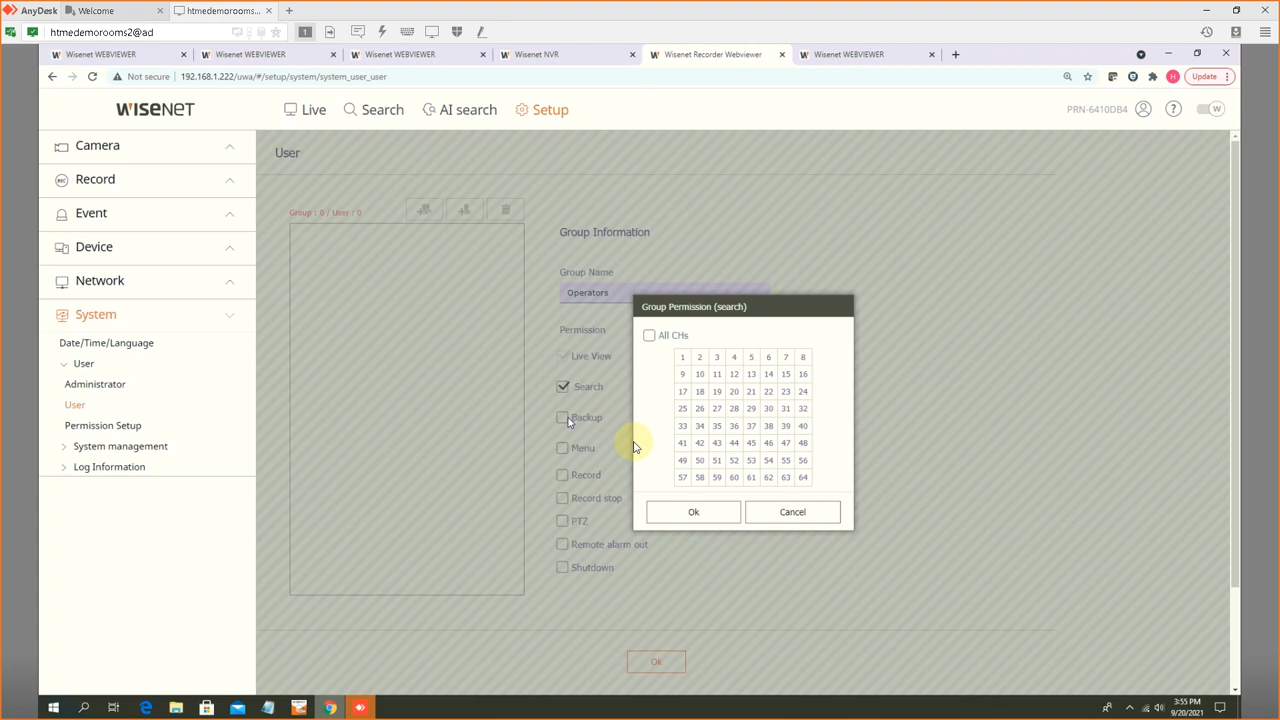 AnyDesk
Welcome
htmedemorooms...
htmedemorooms2@ad
1
Wisenet WEBVIEWER
Wisenet WEBVIEWER
Wisenet WEBVIEWER
Wisenet NVR
Wisenet Recorder Webviewer
Wisenet WEBVIEWER
Not secure
192.168.1.222/uwa/#/setup/system/system_user_user
H
Update
WISENET
Live
Search
AI search
Setup
PRN-6410DB4
?
W
Camera
Record
Event
Device
Network
System
Date/Time/Language
User
Administrator
User
Permission Setup
System management
Log Information
User
Group : 0 / User : 0
Group Information
Group Name
Operators
Permission
Live View
Search
Backup
Menu
Record
Record stop
PTZ
Remote alarm out
Shutdown
Ok
Group Permission (search)
All CHs
1 2 3 4 5 6 7 8
9 10 11 12 13 14 15 16
17 18 19 20 21 22 23 24
25 26 27 28 29 30 31 32
33 34 35 36 37 38 39 40
41 42 43 44 45 46 47 48
49 50 51 52 53 54 55 56
57 58 59 60 61 62 63 64
Ok
Cancel
3:55 PM
9/20/2021